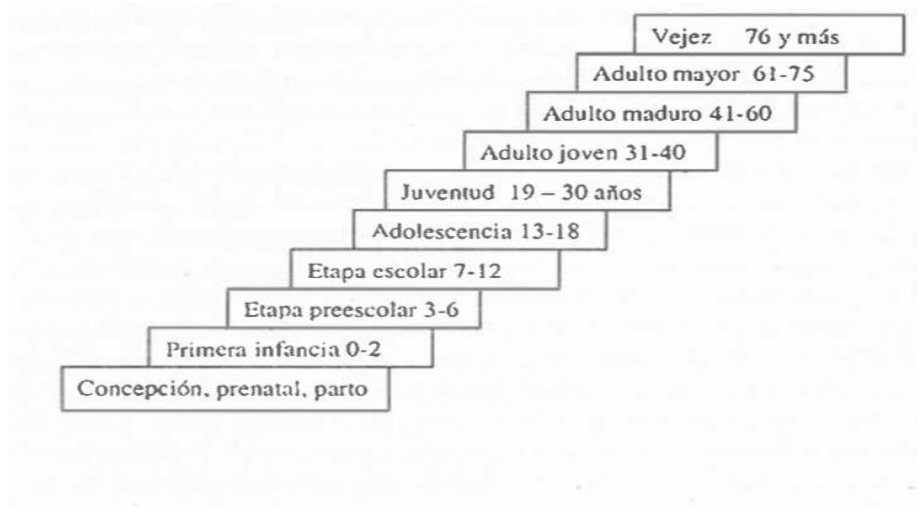 Vejez 76 y más
Adulto mayor 61-75
Adulto maduro 41-60
Adulto joven 31-40
Juventud 19 – 30 años
Adolescencia 13-18
Etapa escolar 7-12
Etapa preescolar 3-6
Primera infancia 0-2
Concepción, prenatal, parto